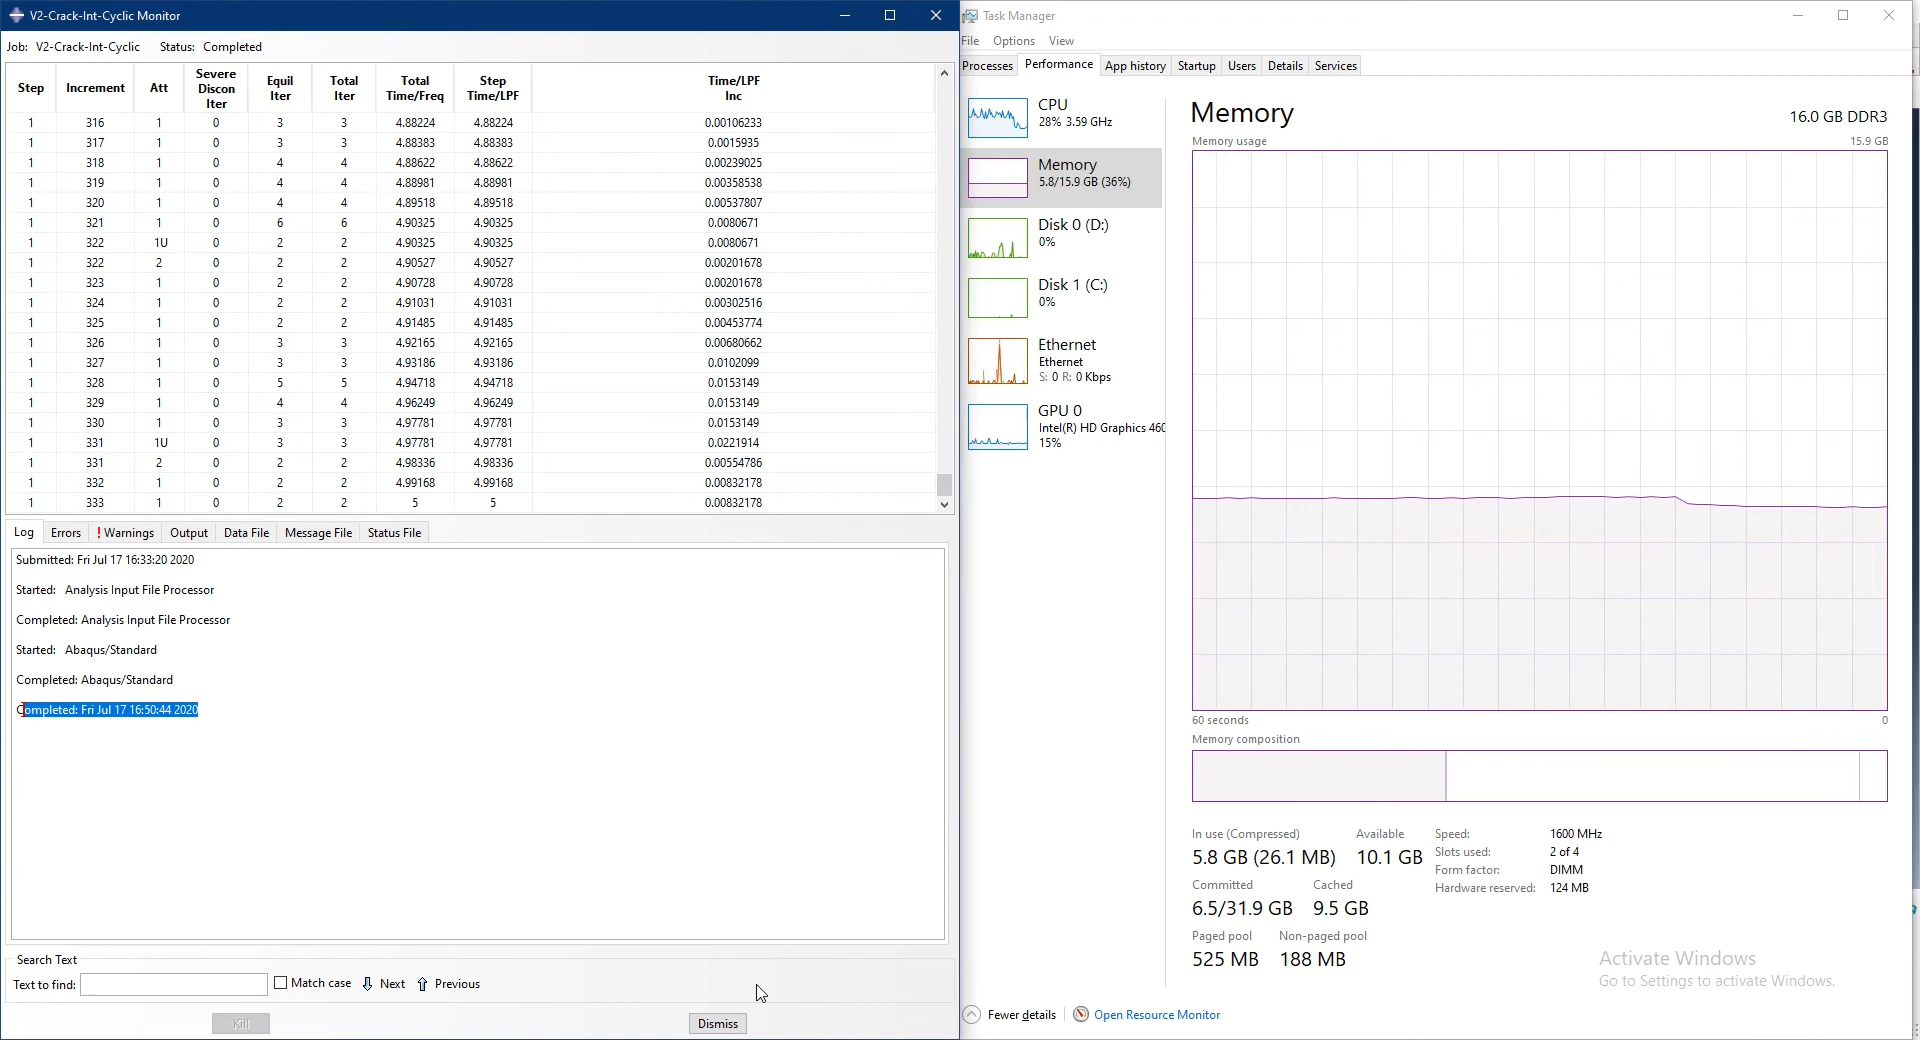 V2-Crack-Int-Cyclic Monitor
Job: V2-Crack-Int-Cyclic Status: Completed
Step Increment Att Severe Discon Iter Equil Iter Total Iter Total Time/Freq Step Time/LPF Time/LPF Inc
1 316 1 0 3 3 4.88224 4.88224 0.00106233
1 317 1 0 3 3 4.88383 4.88383 0.0015935
1 318 1 0 4 4 4.88622 4.88622 0.00239025
1 319 1 0 4 4 4.88981 4.88981 0.00358538
1 320 1 0 4 4 4.89518 4.89518 0.00537807
1 321 1 0 6 6 4.90325 4.90325 0.0080671
1 322 1U 0 2 2 4.90325 4.90325 0.0080671
1 322 2 0 2 2 4.90527 4.90527 0.00201678
1 323 1 0 2 2 4.90728 4.90728 0.00201678
1 324 1 0 2 2 4.91031 4.91031 0.00302516
1 325 1 0 2 2 4.91485 4.91485 0.00453774
1 326 1 0 3 3 4.92165 4.92165 0.00680662
1 327 1 0 3 3 4.93186 4.93186 0.0102099
1 328 1 0 5 5 4.94718 4.94718 0.0153149
1 329 1 0 4 4 4.96249 4.96249 0.0153149
1 330 1 0 3 3 4.97781 4.97781 0.0153149
1 331 1U 0 3 3 4.97781 4.97781 0.0221914
1 331 2 0 2 2 4.98336 4.98336 0.00554786
1 332 1 0 2 2 4.99168 4.99168 0.00832178
1 333 1 0 2 2 5 5 0.00832178
Log Errors ! Warnings Output Data File Message File Status File
Submitted: Fri Jul 17 16:33:20 2020
Started: Analysis Input File Processor
Completed: Analysis Input File Processor
Started: Abaqus/Standard
Completed: Abaqus/Standard
Completed: Fri Jul 17 16:50:44 2020
Search Text
Text to find: Match case Next Previous
Kill Dismiss
Task Manager
File Options View
Processes Performance App history Startup Users Details Services
CPU
28% 3.59 GHz
Memory
5.8/15.9 GB (36%)
Disk 0 (D:)
0%
Disk 1 (C:)
0%
Ethernet
Ethernet
S: 0 R: 0 Kbps
GPU 0
Intel(R) HD Graphics 460
15%
Memory 16.0 GB DDR3
Memory usage 15.9 GB
60 seconds 0
Memory composition
In use (Compressed) Available
5.8 GB (26.1 MB) 10.1 GB
Committed Cached
6.5/31.9 GB 9.5 GB
Paged pool Non-paged pool
525 MB 188 MB
Speed: 1600 MHz
Slots used: 2 of 4
Form factor: DIMM
Hardware reserved: 124 MB
Activate Windows
Go to Settings to activate Windows.
Fewer details Open Resource Monitor